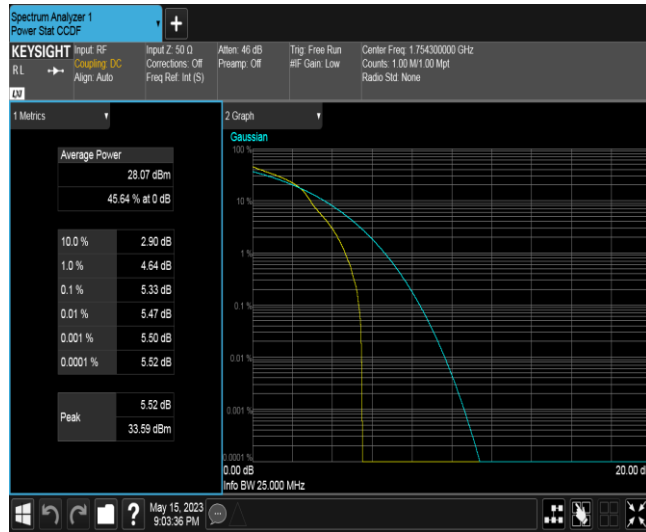 Spectrum Analyzer 1
Power Stat CCDF
+
KEYSIGHT
RL
LXI
Input: RF
Coupling: DC
Align: Auto
Input Z: 50 Ω
Corrections: Off
Freq Ref: Int (S)
Atten: 46 dB
Preamp: Off
Trig: Free Run
#IF Gain: Low
Center Freq: 1.754300000 GHz
Counts: 1.00 M/1.00 Mpt
Radio Std: None
1 Metrics
Average Power
28.07 dBm
45.64 % at 0 dB
10.0 % 2.90 dB
1.0 % 4.64 dB
0.1 % 5.33 dB
0.01 % 5.47 dB
0.001 % 5.50 dB
0.0001 % 5.52 dB
Peak
5.52 dB
33.59 dBm
2 Graph
Gaussian
100 %
10 %
1 %
0.1 %
0.01 %
0.001 %
0.0001 %
0.00 dB
20.00 d
Info BW 25.000 MHz
?
May 15, 2023
9:03:36 PM